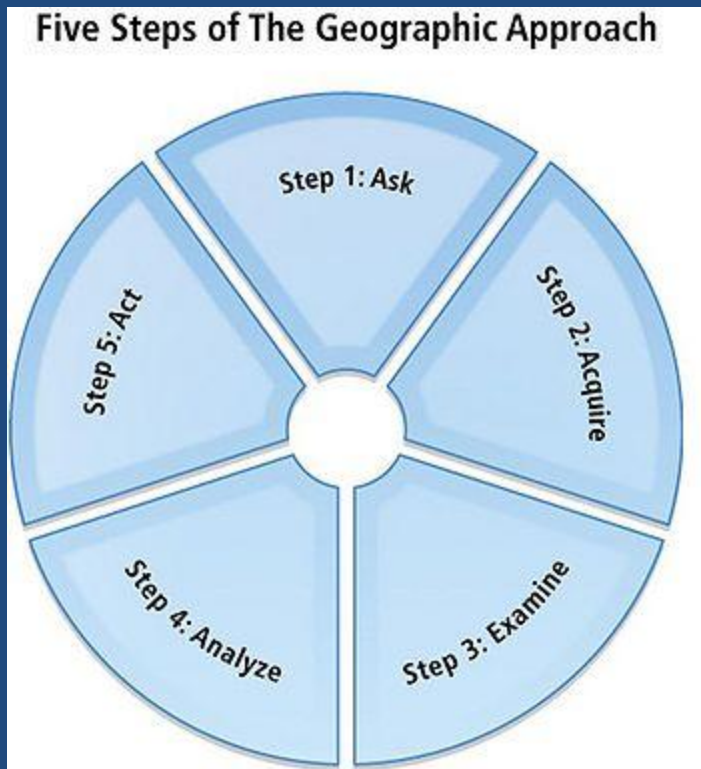 Five Steps of The Geographic Approach
Step 1: Ask
Step 2: Acquire
Step 3: Examine
Step 4: Analyze
Step 5: Act